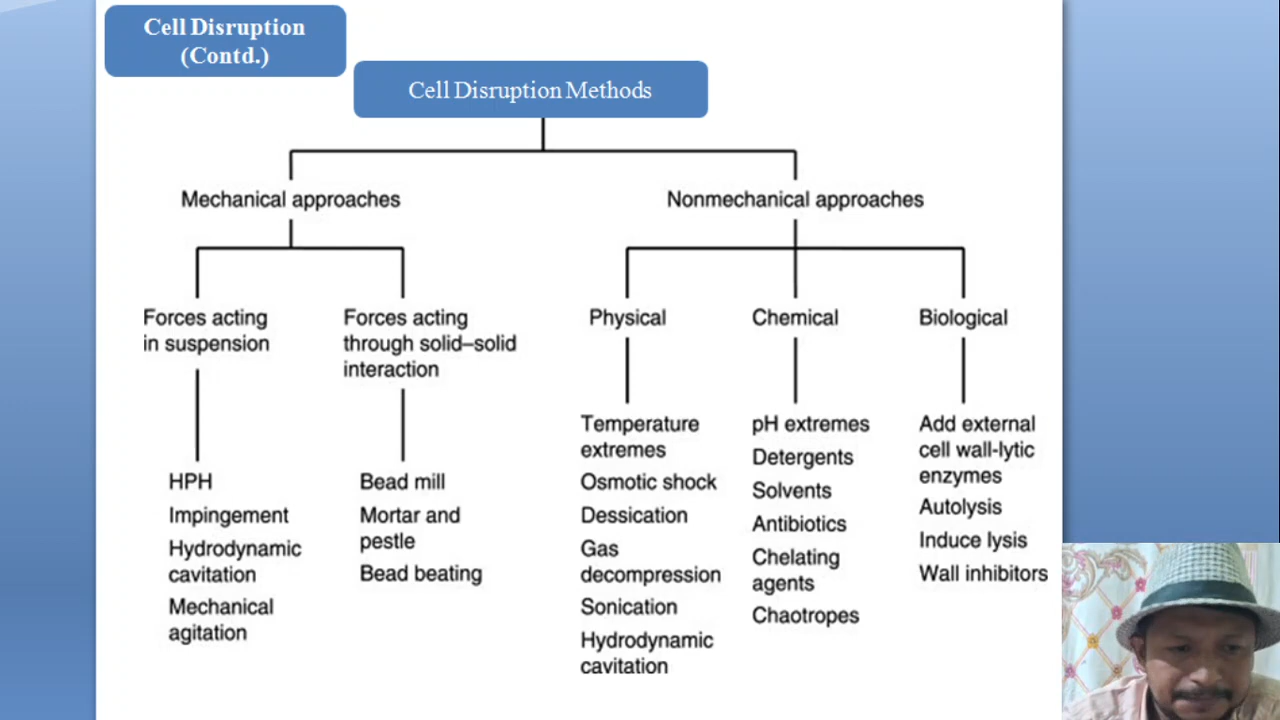 Cell Disruption
(Contd.)
Cell Disruption Methods
Mechanical approaches
Nonmechanical approaches
Forces acting
in suspension
Forces acting
through solid–solid
interaction
Physical
Chemical
Biological
HPH
Impingement
Hydrodynamic
cavitation
Mechanical
agitation
Bead mill
Mortar and
pestle
Bead beating
Temperature
extremes
Osmotic shock
Dessication
Gas
decompression
Sonication
Hydrodynamic
cavitation
pH extremes
Detergents
Solvents
Antibiotics
Chelating
agents
Chaotropes
Add external
cell wall-lytic
enzymes
Autolysis
Induce lysis
Wall inhibitors